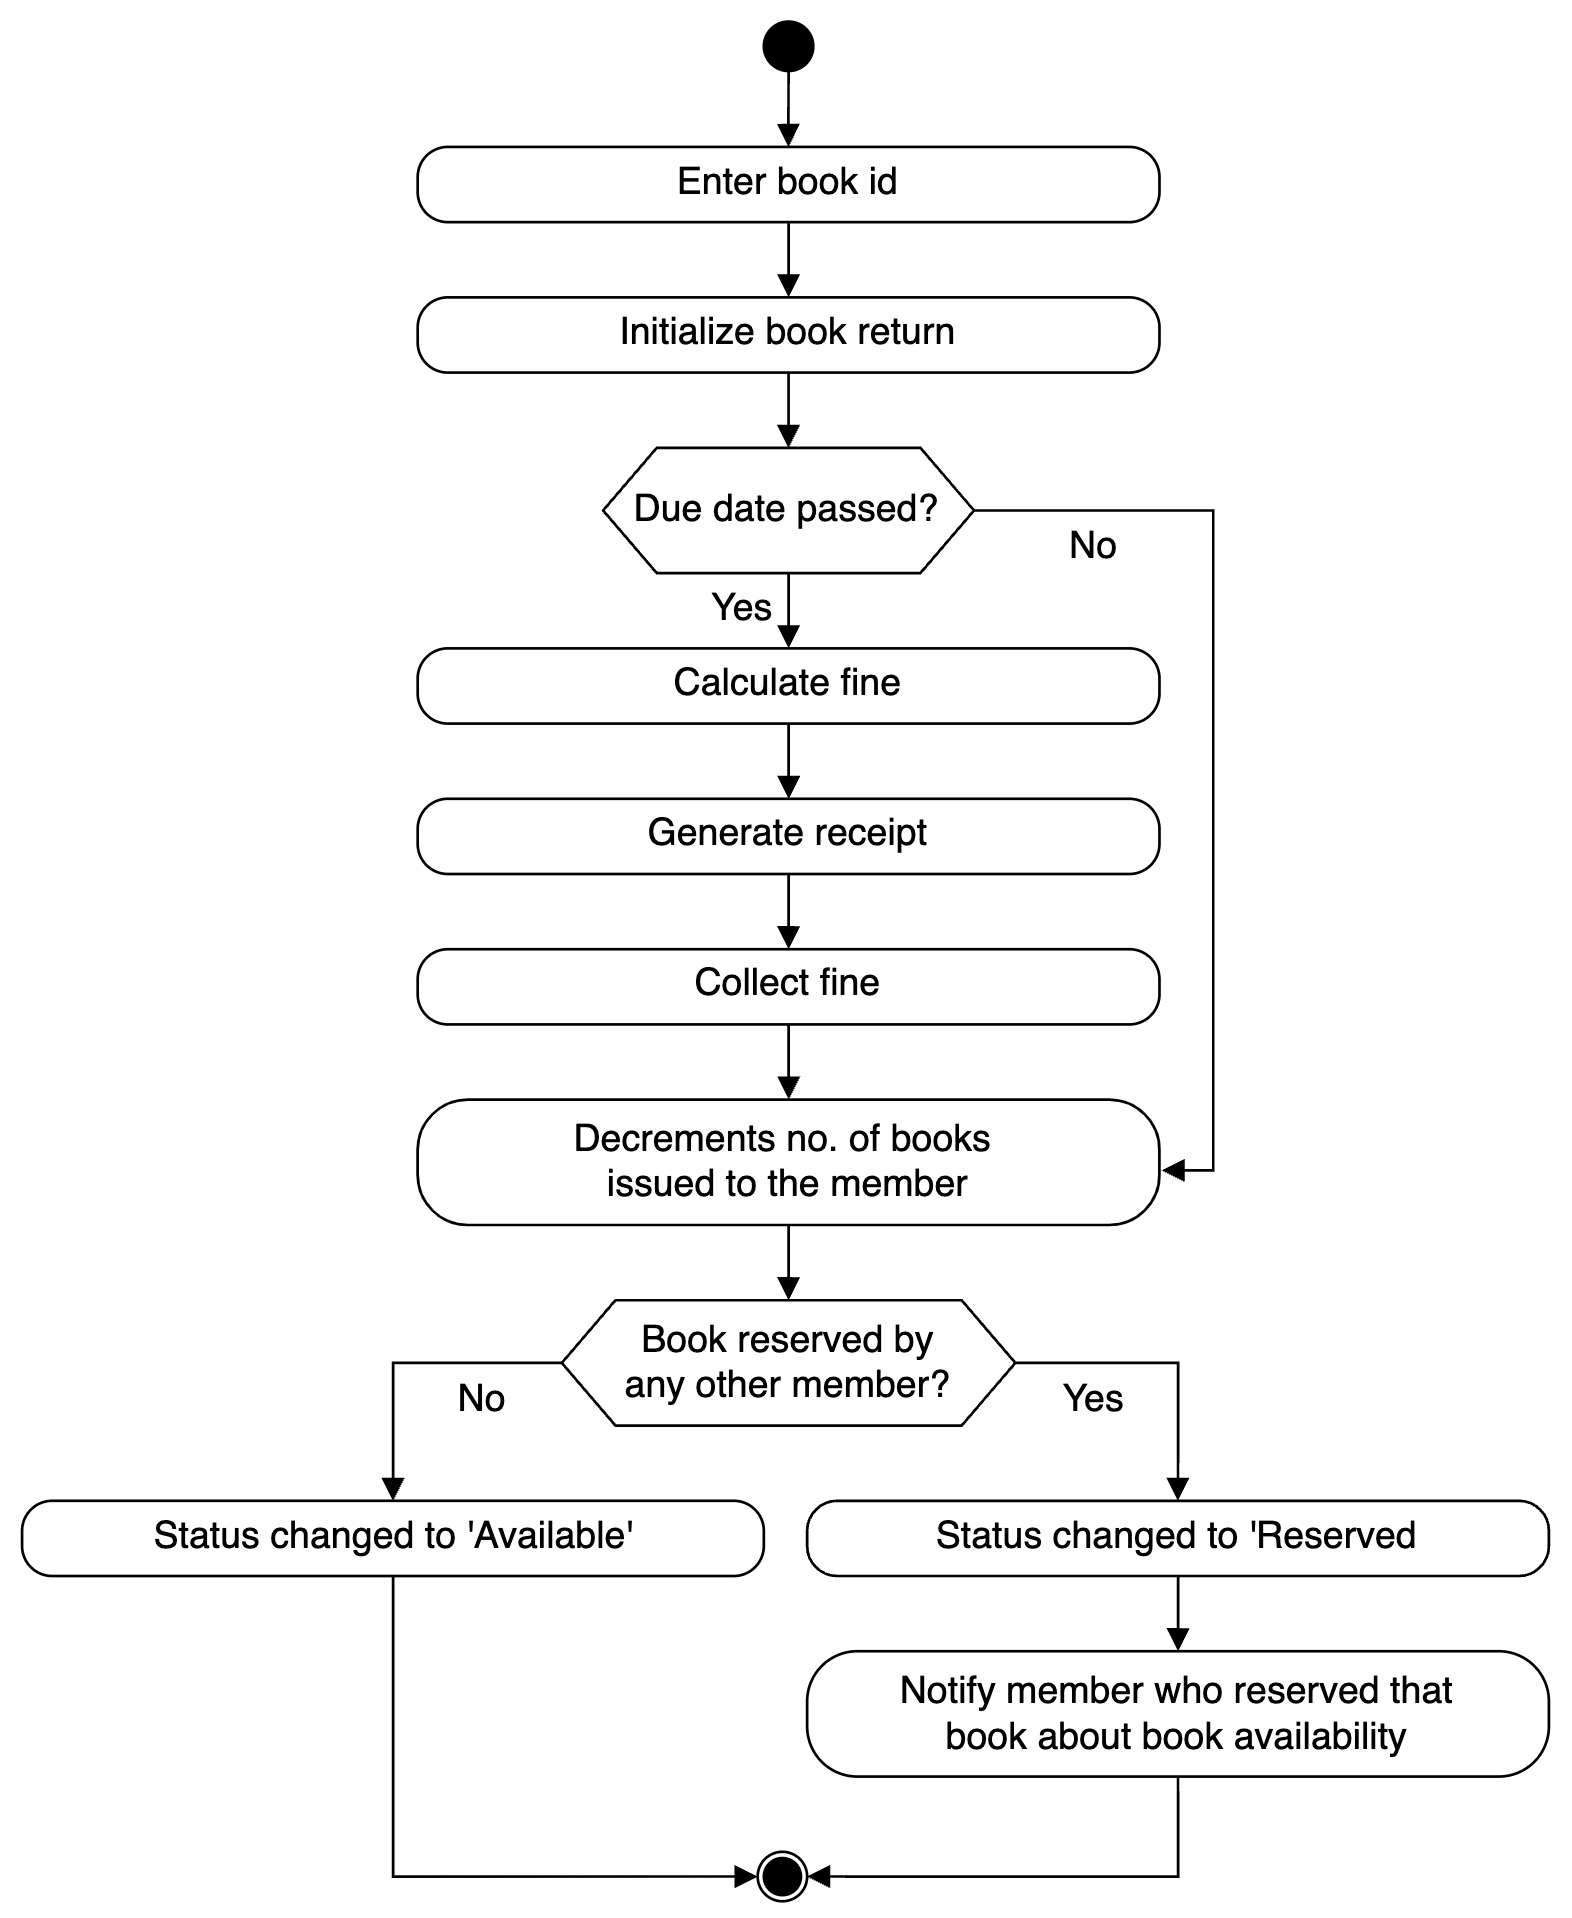 Enter book id
Initialize book return
Due date passed?
No
Yes
Calculate fine
Generate receipt
Collect fine
Decrements no. of books
issued to the member
Book reserved by
any other member?
No
Yes
Status changed to 'Available'
Status changed to 'Reserved
Notify member who reserved that
book about book availability